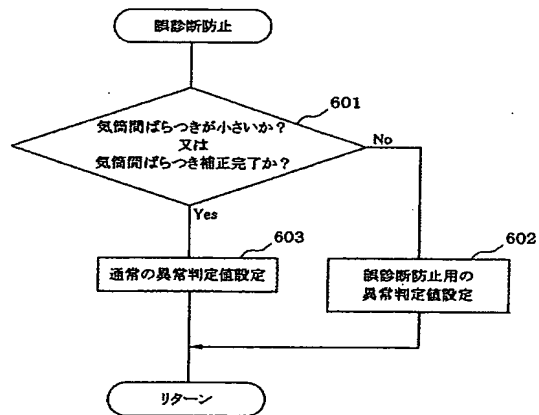 誤診断防止
601
気筒間ばらつきが小さいか?
又は
気筒間ばらつき補正完了か?
No
Yes
603
602
通常の異常判定値設定
誤診断防止用の
異常判定値設定
リターン